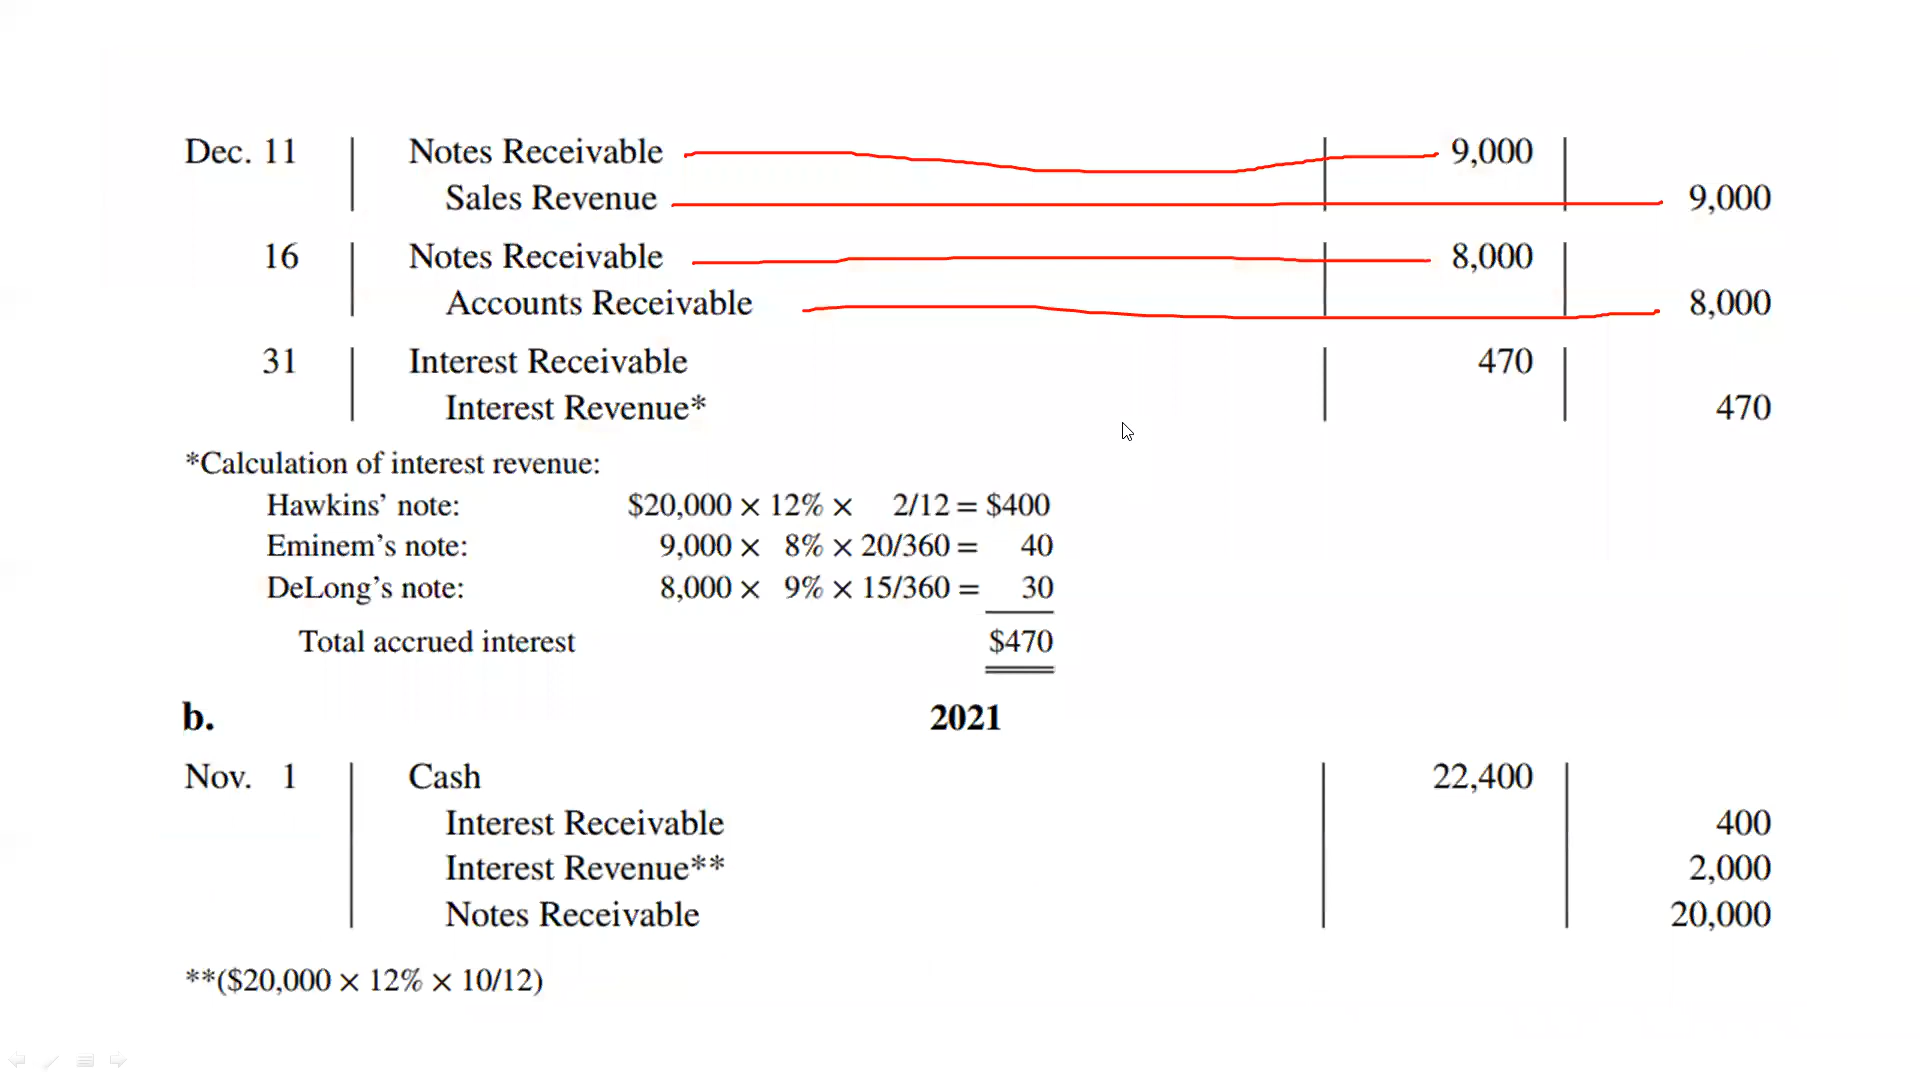 Dec. 11 Notes Receivable 9,000
Sales Revenue 9,000
16 Notes Receivable 8,000
Accounts Receivable 8,000
31 Interest Receivable 470
Interest Revenue* 470
*Calculation of interest revenue:
Hawkins’ note: $20,000 × 12% × 2/12 = $400
Eminem’s note: 9,000 × 8% × 20/360 = 40
DeLong’s note: 8,000 × 9% × 15/360 = 30
Total accrued interest $470
b. 2021
Nov. 1 Cash 22,400
Interest Receivable 400
Interest Revenue** 2,000
Notes Receivable 20,000
**($20,000 × 12% × 10/12)